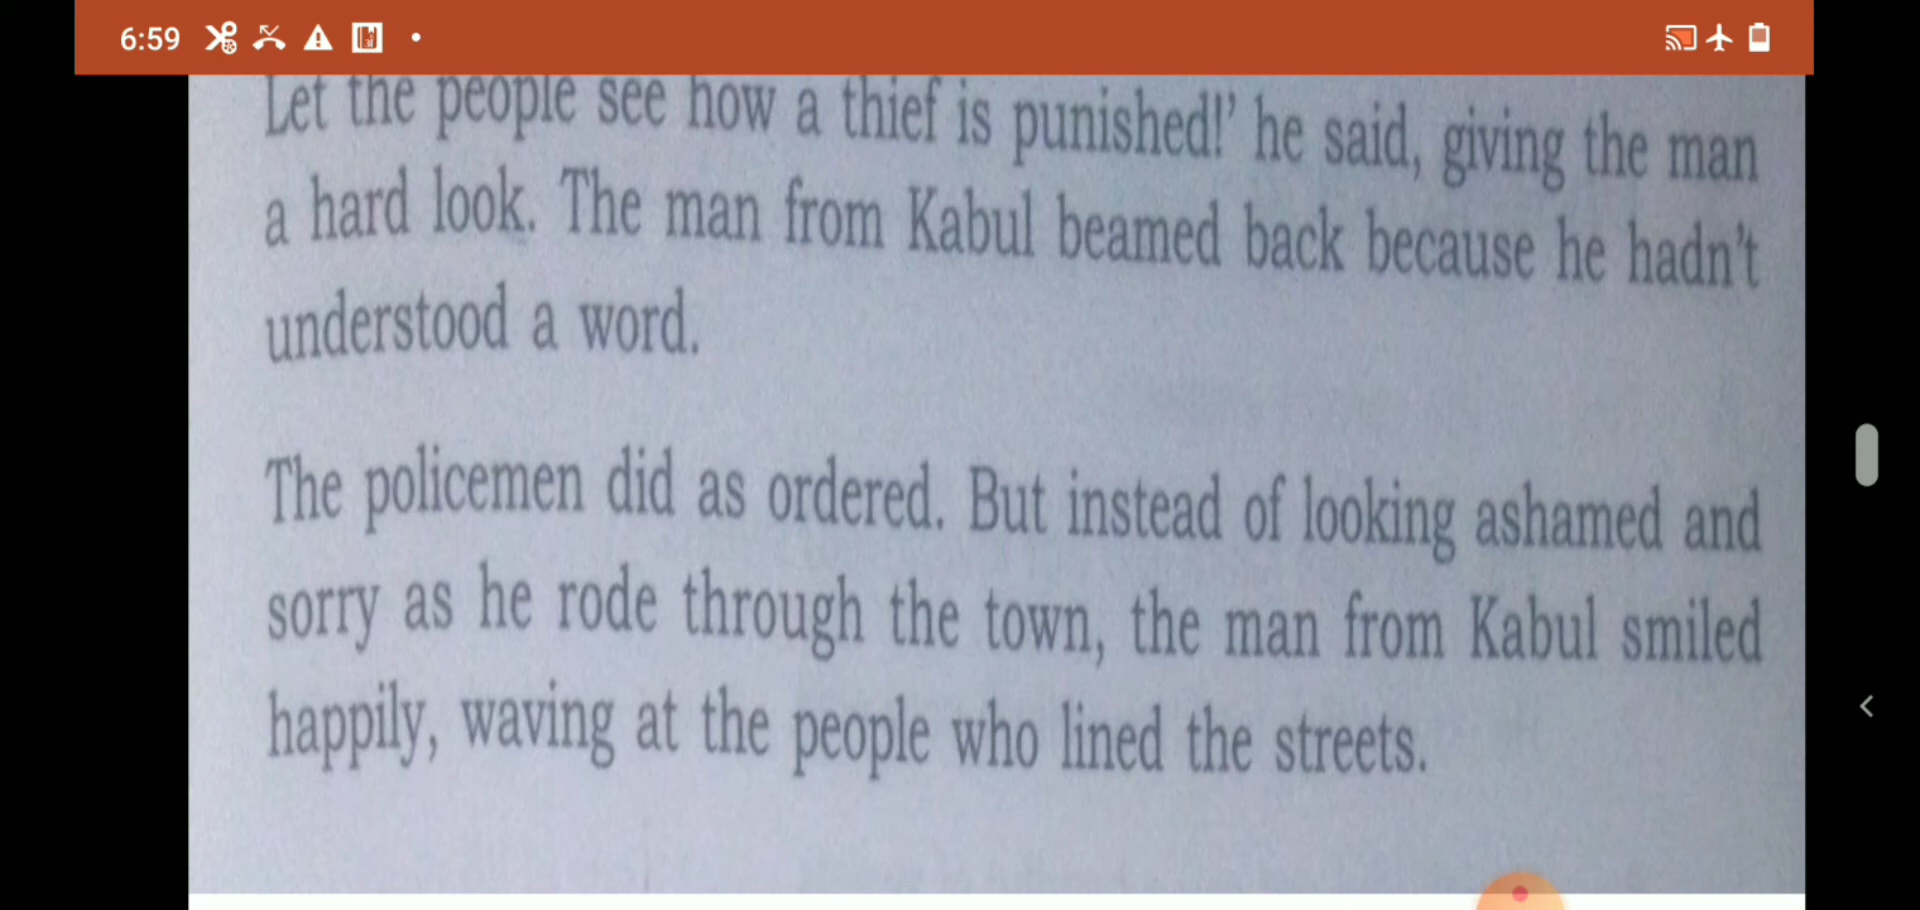 6:59
Let the people see how a thief is punished!' he said, giving the man
a hard look. The man from Kabul beamed back because he hadn't
understood a word.
The policemen did as ordered. But instead of looking ashamed and
sorry as he rode through the town, the man from Kabul smiled
happily, waving at the people who lined the streets.